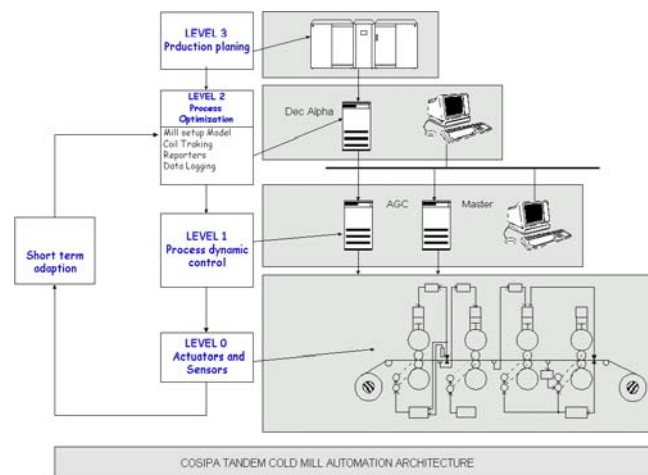 LEVEL 3
Prduction planing
LEVEL 2
Process
Optimization
Mill setup Model
Coil Traking
Reporters
Data Logging
Dec Alpha
AGC
Master
LEVEL 1
Process dynamic
control
Short term
adaption
LEVEL 0
Actuators and
Sensors
COSIPA TANDEM COLD MILL AUTOMATION ARCHITECTURE